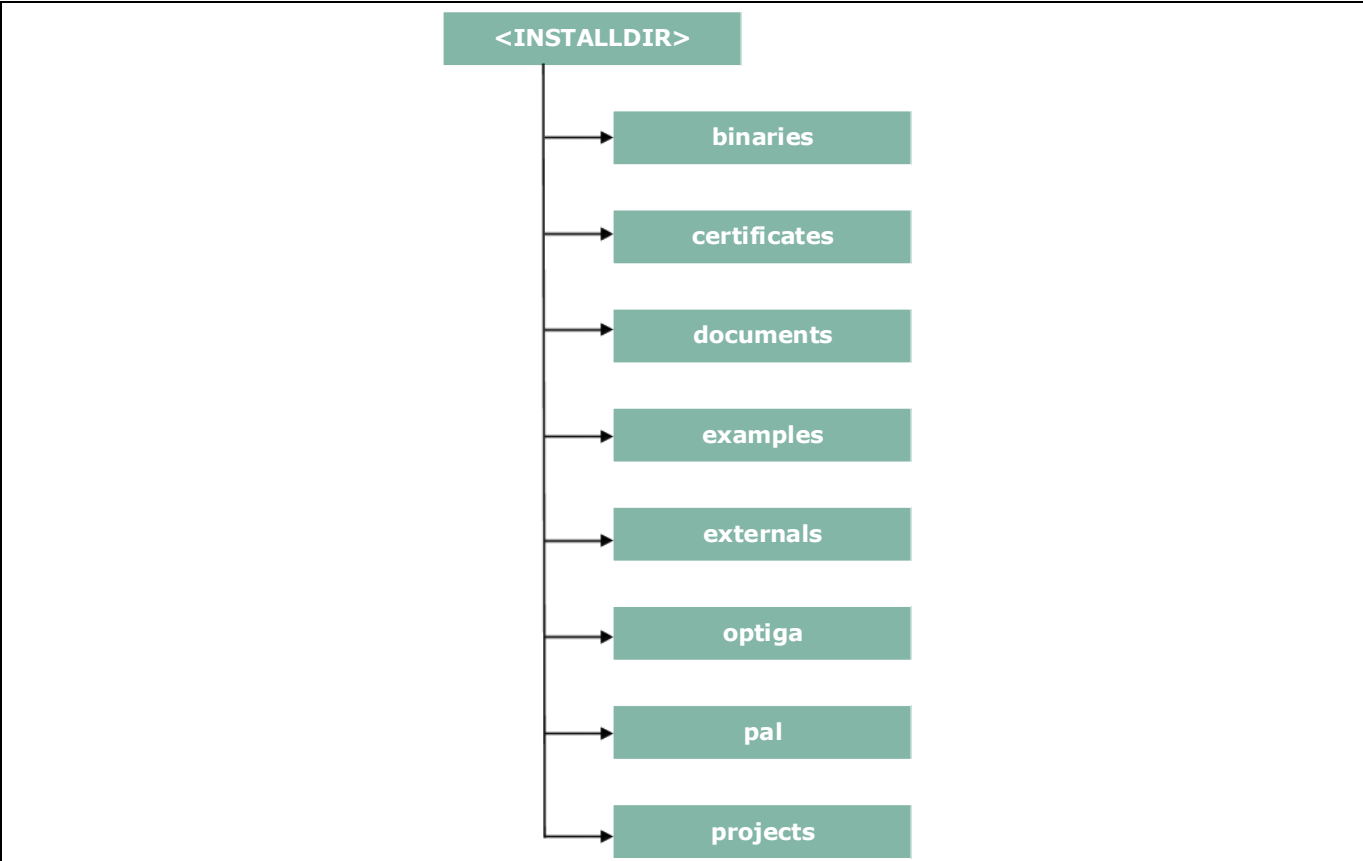 <INSTALLDIR>
binaries
certificates
documents
examples
externals
optiga
pal
projects